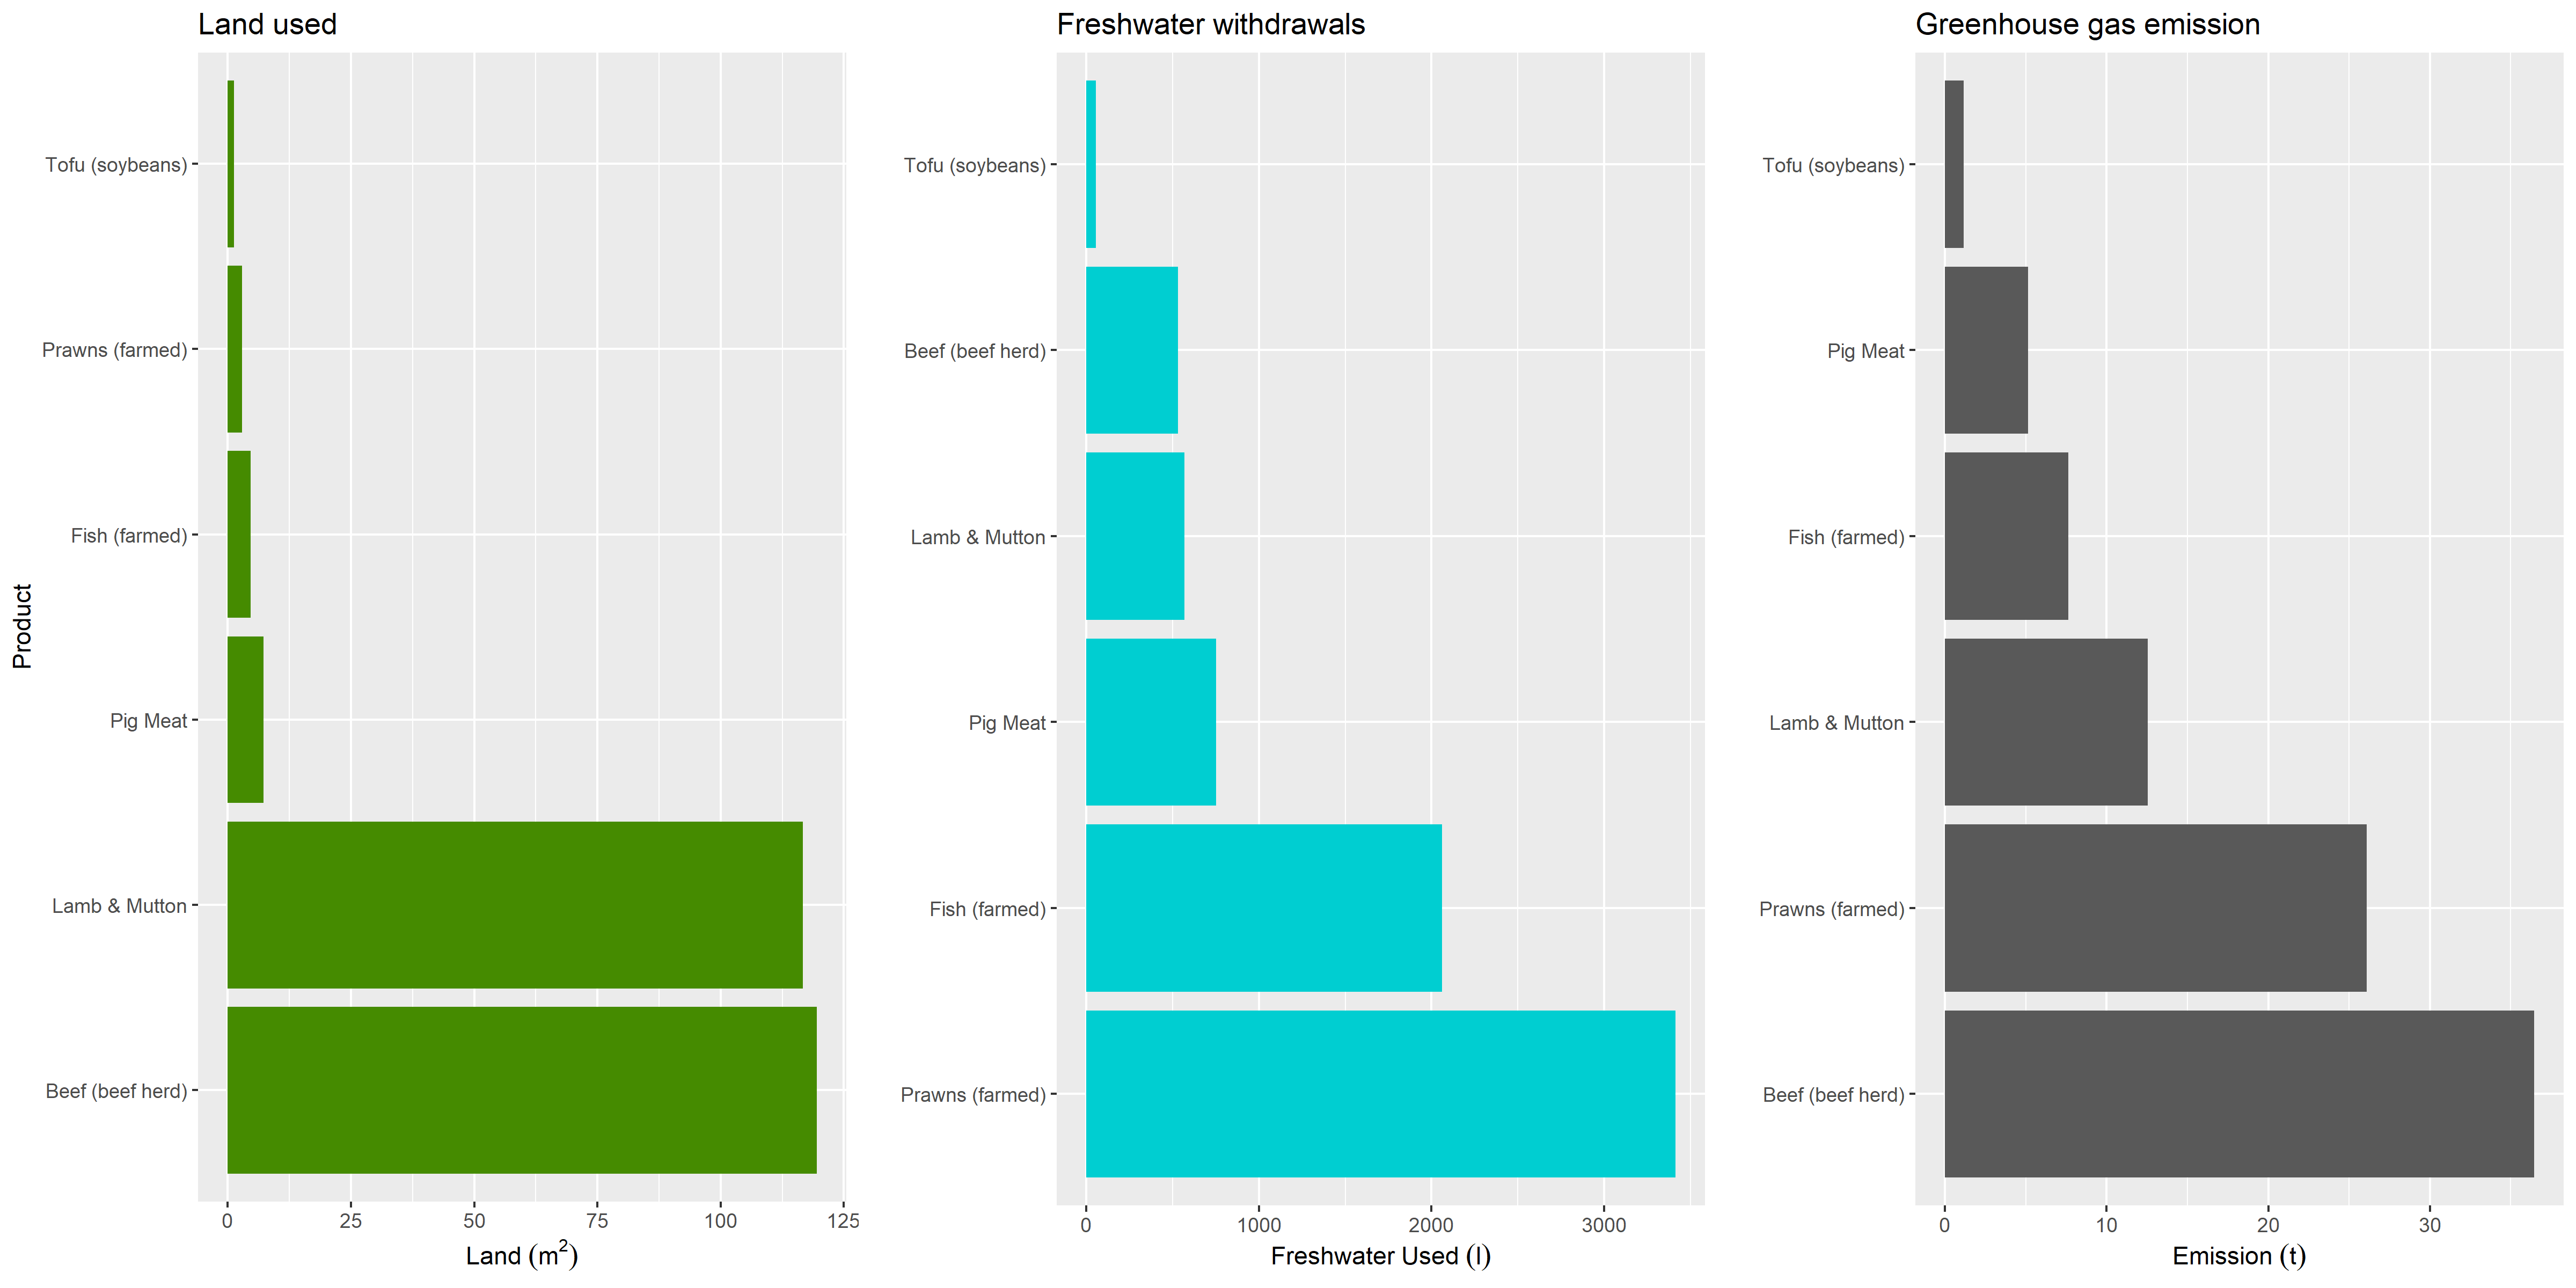 Land used
Tofu (soybeans)
Prawns (farmed)
Fish (farmed)
Pig Meat
Lamb & Mutton
Beef (beef herd)
Product
0 25 50 75 100 125
Land (m²)
Freshwater withdrawals
Tofu (soybeans)
Beef (beef herd)
Lamb & Mutton
Pig Meat
Fish (farmed)
Prawns (farmed)
0 1000 2000 3000
Freshwater Used (l)
Greenhouse gas emission
Tofu (soybeans)
Pig Meat
Fish (farmed)
Lamb & Mutton
Prawns (farmed)
Beef (beef herd)
0 10 20 30
Emission (t)